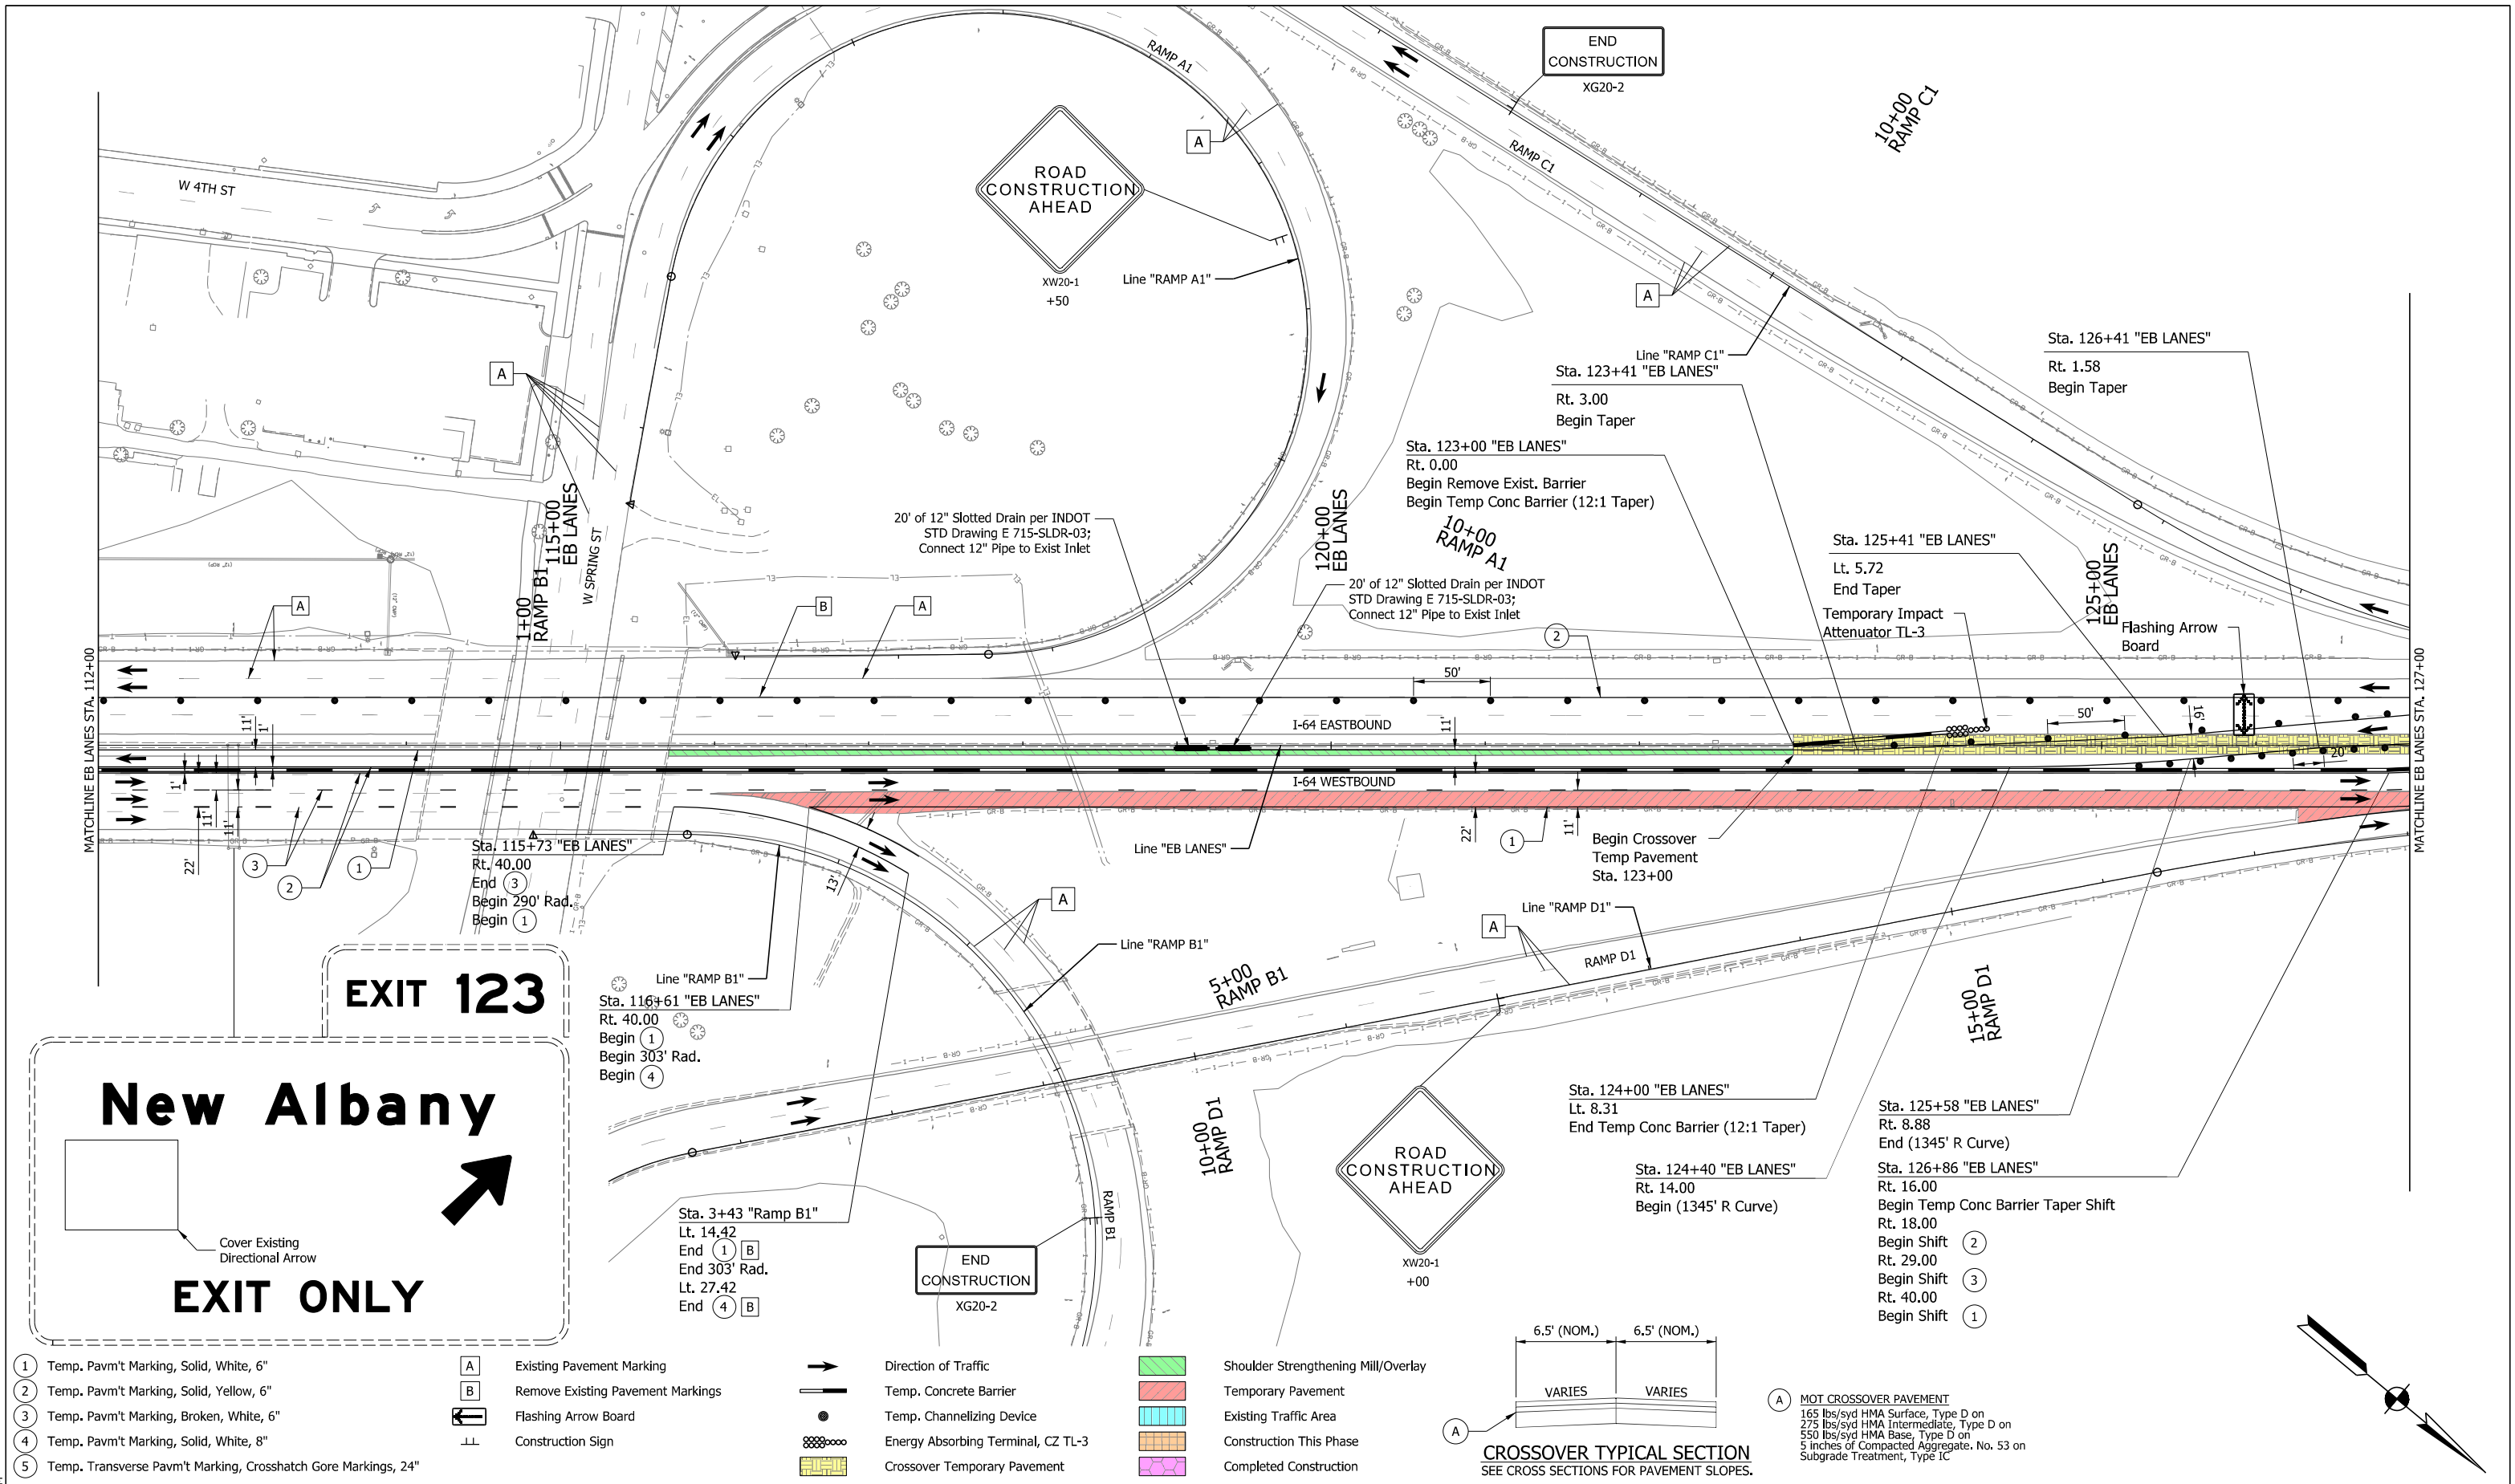 END
CONSTRUCTION
XG20-2
10+00
RAMP C1
RAMP A1
A
ROAD
CONSTRUCTION
AHEAD
XW20-1
+50
Line "RAMP A1"
RAMP C1
A
Line "RAMP C1"
W 4TH ST
A
Sta. 126+41 "EB LANES"
Rt. 1.58
Begin Taper
Sta. 123+41 "EB LANES"
Rt. 3.00
Begin Taper
Sta. 123+00 "EB LANES"
Rt. 0.00
Begin Remove Exist. Barrier
Begin Temp Conc Barrier (12:1 Taper)
10+00
RAMP A1
Sta. 125+41 "EB LANES"
Lt. 5.72
End Taper
Temporary Impact
Attenuator TL-3
125+00
EB LANES
Flashing Arrow
Board
120+00
EB LANES
20' of 12" Slotted Drain per INDOT
STD Drawing E 715-SLDR-03;
Connect 12" Pipe to Exist Inlet
20' of 12" Slotted Drain per INDOT
STD Drawing E 715-SLDR-03;
Connect 12" Pipe to Exist Inlet
115+00
EB LANES
1+00
RAMP B1
W SPRING ST
A
B
A
2
50'
50'
16'
20'
11'
I-64 EASTBOUND
I-64 WESTBOUND
MATCHLINE EB LANES STA. 112+00
MATCHLINE EB LANES STA. 127+00
11'
1'
1'
11'
11'
22'
22'
11'
3
2
1
1
Sta. 115+73 "EB LANES"
Rt. 40.00
End 3
Begin 290' Rad.
Begin 1
13'
Line "EB LANES"
Begin Crossover
Temp Pavement
Sta. 123+00
A
Line "RAMP B1"
Line "RAMP B1"
Line "RAMP D1"
A
RAMP D1
5+00
RAMP B1
15+00
RAMP D1
10+00
RAMP D1
Sta. 116+61 "EB LANES"
Rt. 40.00
Begin 1
Begin 303' Rad.
Begin 4
EXIT 123
New Albany
Cover Existing
Directional Arrow
EXIT ONLY
Sta. 3+43 "Ramp B1"
Lt. 14.42
End 1 B
End 303' Rad.
Lt. 27.42
End 4 B
RAMP B1
END
CONSTRUCTION
XG20-2
ROAD
CONSTRUCTION
AHEAD
XW20-1
+00
Sta. 124+00 "EB LANES"
Lt. 8.31
End Temp Conc Barrier (12:1 Taper)
Sta. 124+40 "EB LANES"
Rt. 14.00
Begin (1345' R Curve)
Sta. 125+58 "EB LANES"
Rt. 8.88
End (1345' R Curve)
Sta. 126+86 "EB LANES"
Rt. 16.00
Begin Temp Conc Barrier Taper Shift
Rt. 18.00
Begin Shift 2
Rt. 29.00
Begin Shift 3
Rt. 40.00
Begin Shift 1
1 Temp. Pavm't Marking, Solid, White, 6"
2 Temp. Pavm't Marking, Solid, Yellow, 6"
3 Temp. Pavm't Marking, Broken, White, 6"
4 Temp. Pavm't Marking, Solid, White, 8"
5 Temp. Transverse Pavm't Marking, Crosshatch Gore Markings, 24"
A Existing Pavement Marking
B Remove Existing Pavement Markings
Flashing Arrow Board
Construction Sign
Direction of Traffic
Temp. Concrete Barrier
Temp. Channelizing Device
Energy Absorbing Terminal, CZ TL-3
Crossover Temporary Pavement
Shoulder Strengthening Mill/Overlay
Temporary Pavement
Existing Traffic Area
Construction This Phase
Completed Construction
6.5' (NOM.) 6.5' (NOM.)
VARIES VARIES
A
CROSSOVER TYPICAL SECTION
SEE CROSS SECTIONS FOR PAVEMENT SLOPES.
A MOT CROSSOVER PAVEMENT
165 lbs/syd HMA Surface, Type D on
275 lbs/syd HMA Intermediate, Type D on
550 lbs/syd HMA Base, Type D on
5 inches of Compacted Aggregate. No. 53 on
Subgrade Treatment, Type IC